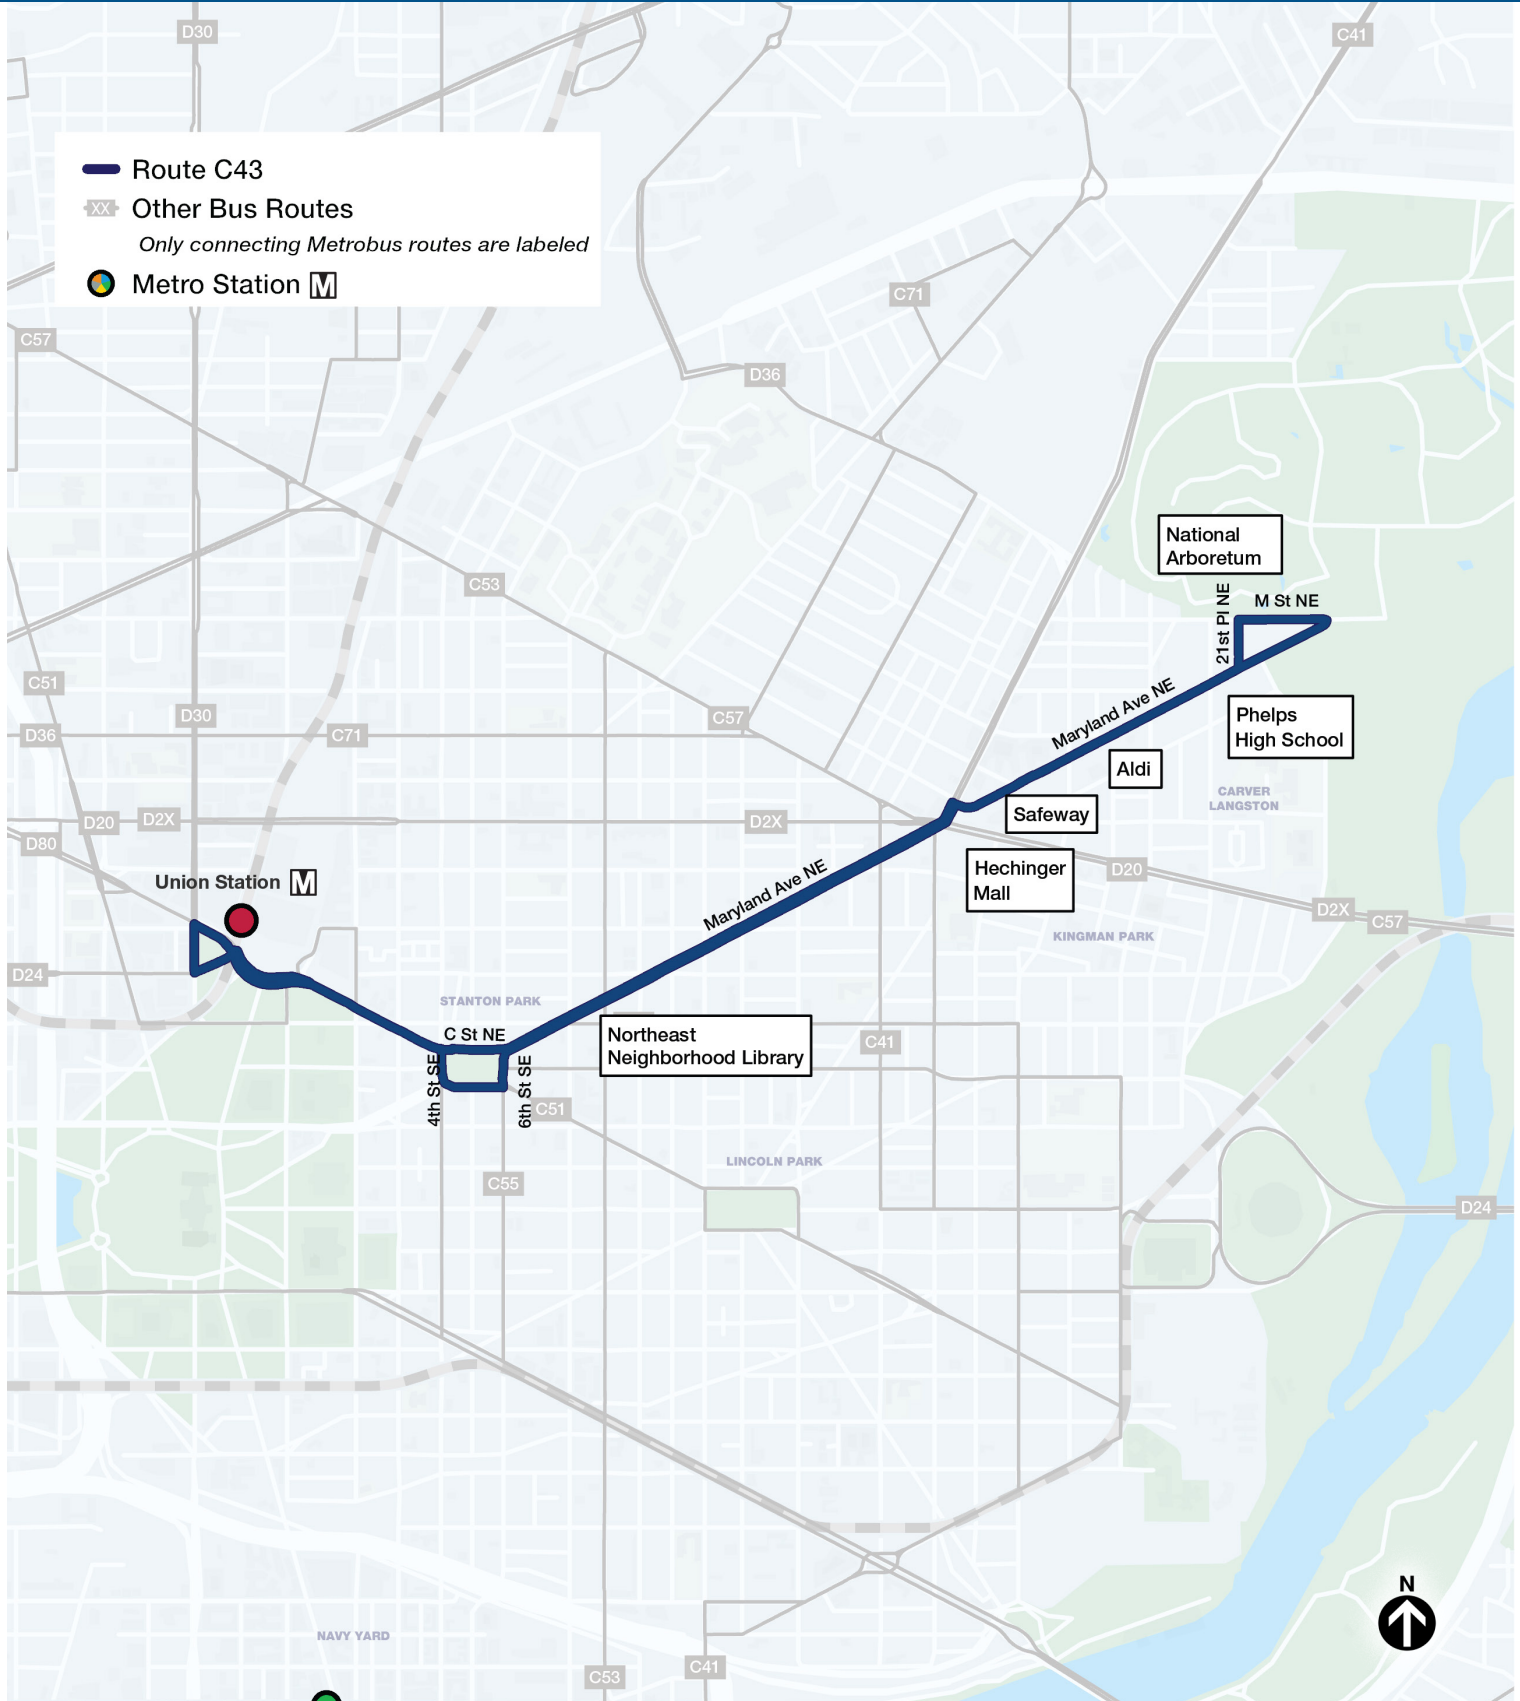 D30
C41
Route C43
XX Other Bus Routes
Only connecting Metrobus routes are labeled
Metro Station M
C71
C57
D36
National
Arboretum
C53
21st Pl NE
M St NE
C51
Maryland Ave NE
D30
C57
Phelps
High School
D36
C71
Aldi
CARVER
LANGSTON
Safeway
D20
D2X
D2X
D80
Hechinger
Mall
D20
Union Station M
Maryland Ave NE
D2X
C57
KINGMAN PARK
D24
STANTON PARK
C St NE
Northeast
Neighborhood Library
C41
4th St SE
6th St SE
C51
LINCOLN PARK
C55
D24
N
NAVY YARD
C53
C41